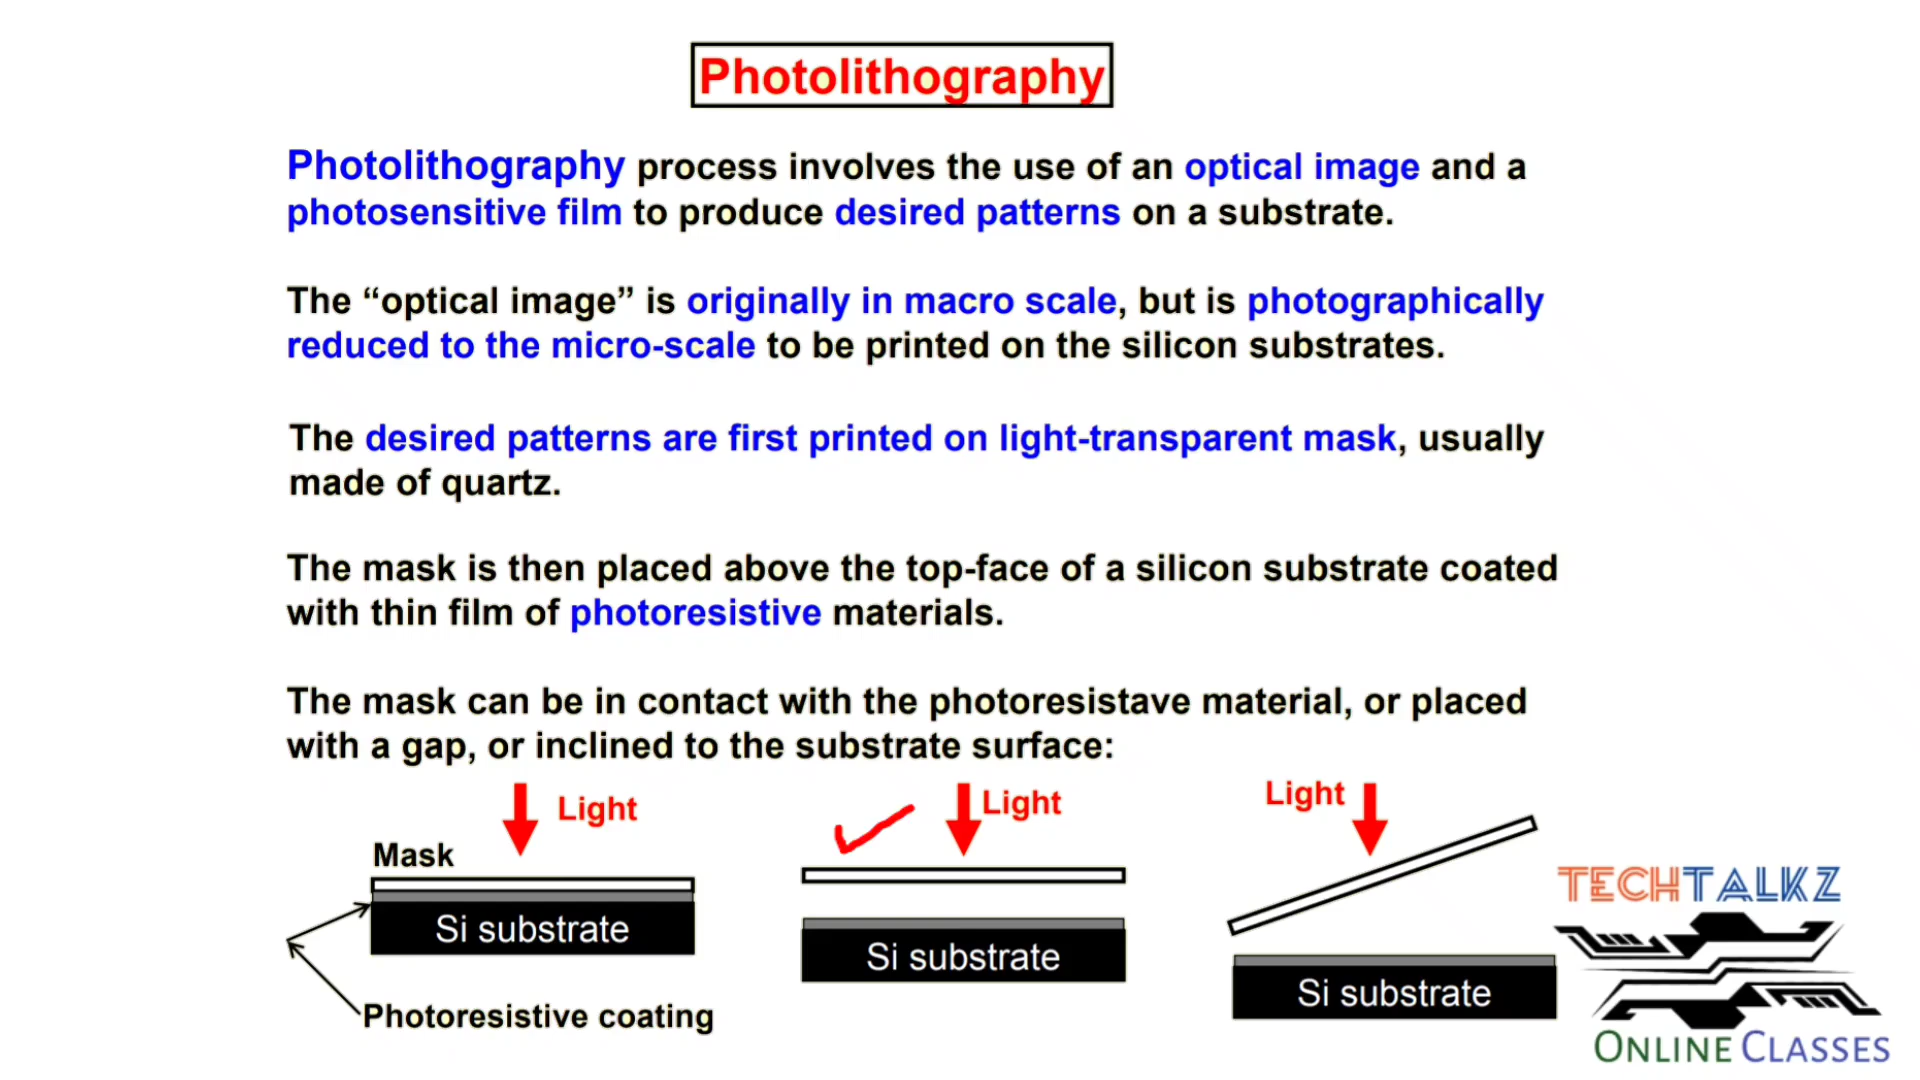 Photolithography
Photolithography process involves the use of an optical image and a
photosensitive film to produce desired patterns on a substrate.
The “optical image” is originally in macro scale, but is photographically
reduced to the micro-scale to be printed on the silicon substrates.
The desired patterns are first printed on light-transparent mask, usually
made of quartz.
The mask is then placed above the top-face of a silicon substrate coated
with thin film of photoresistive materials.
The mask can be in contact with the photoresistave material, or placed
with a gap, or inclined to the substrate surface:
Light
Mask
Si substrate
Photoresistive coating
Light
Si substrate
Light
Si substrate
TECHTALKZ
ONLINE CLASSES